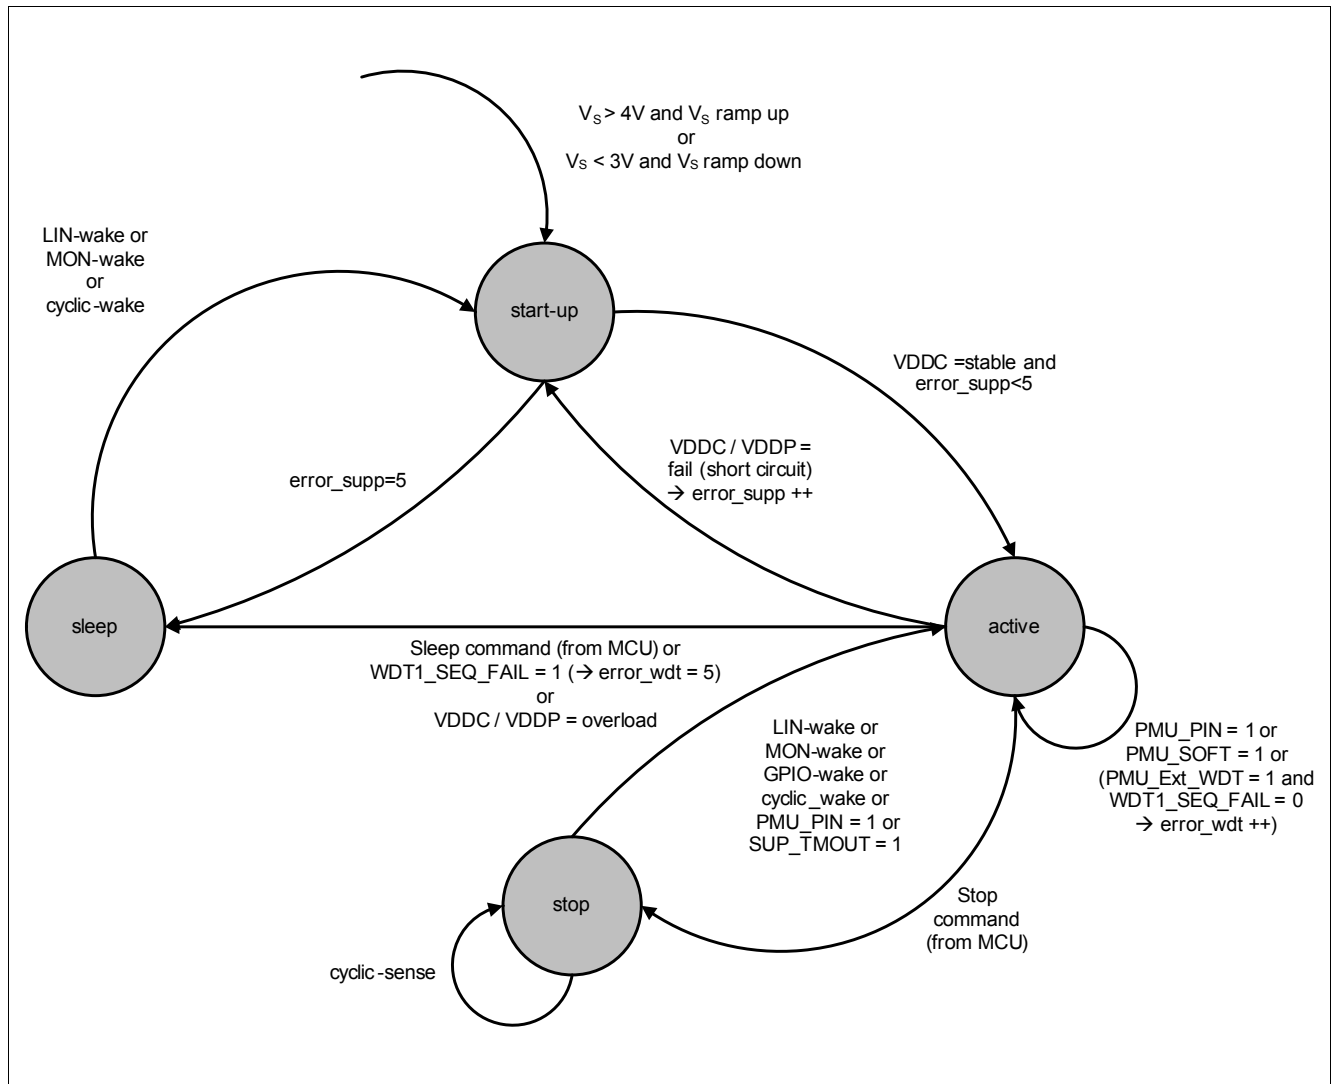 V_S > 4V and V_S ramp up
or
V_S < 3V and V_S ramp down
LIN-wake or
MON-wake
or
cyclic-wake
start-up
VDDC =stable and
error_supp<5
VDDC / VDDP =
fail (short circuit)
→ error_supp ++
error_supp=5
sleep
active
Sleep command (from MCU) or
WDT1_SEQ_FAIL = 1 (→ error_wdt = 5)
or
VDDC / VDDP = overload
LIN-wake or
MON-wake or
GPIO-wake or
cyclic_wake or
PMU_PIN = 1 or
SUP_TMOUT = 1
PMU_PIN = 1 or
PMU_SOFT = 1 or
(PMU_Ext_WDT = 1 and
WDT1_SEQ_FAIL = 0
→ error_wdt ++)
stop
Stop
command
(from MCU)
cyclic-sense